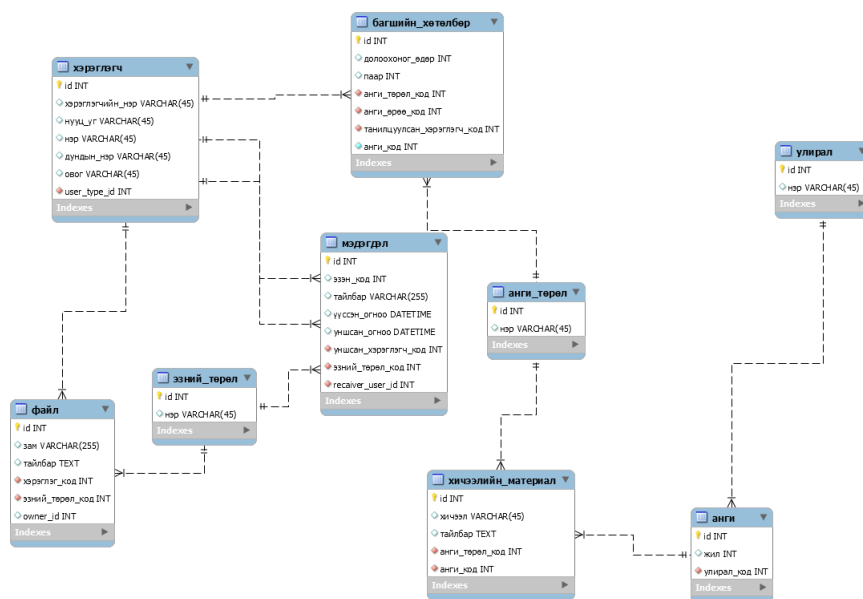 багшийн_хөтөлбөр
id INT
долоохоног_өдөр INT
паар INT
анги_төрөл_код INT
анги_өрөө_код INT
танилцуулсан_хэрэглэгч_код INT
анги_код INT
Indexes
хэрэглэгч
id INT
хэрэглэгчийн_нэр VARCHAR(45)
нууц_уг VARCHAR(45)
нэр VARCHAR(45)
дундын_нэр VARCHAR(45)
овог VARCHAR(45)
user_type_id INT
Indexes
улирал
id INT
нэр VARCHAR(45)
Indexes
мэдэгдэл
id INT
эзэн_код INT
тайлбар VARCHAR(255)
үүссэн_огноо DATETIME
уншсан_огноо DATETIME
уншсан_хэрэглэгч_код INT
эзний_төрөл_код INT
recaiver_user_id INT
Indexes
анги_төрөл
id INT
нэр VARCHAR(45)
Indexes
эзний_төрөл
id INT
нэр VARCHAR(45)
Indexes
файл
id INT
зам VARCHAR(255)
тайлбар TEXT
хэрэглэг_код INT
эзний_төрөл_код INT
owner_id INT
Indexes
хичээлийн_материал
id INT
хичээл VARCHAR(45)
тайлбар TEXT
анги_төрөл_код INT
анги_код INT
Indexes
анги
id INT
жил INT
улирал_код INT
Indexes